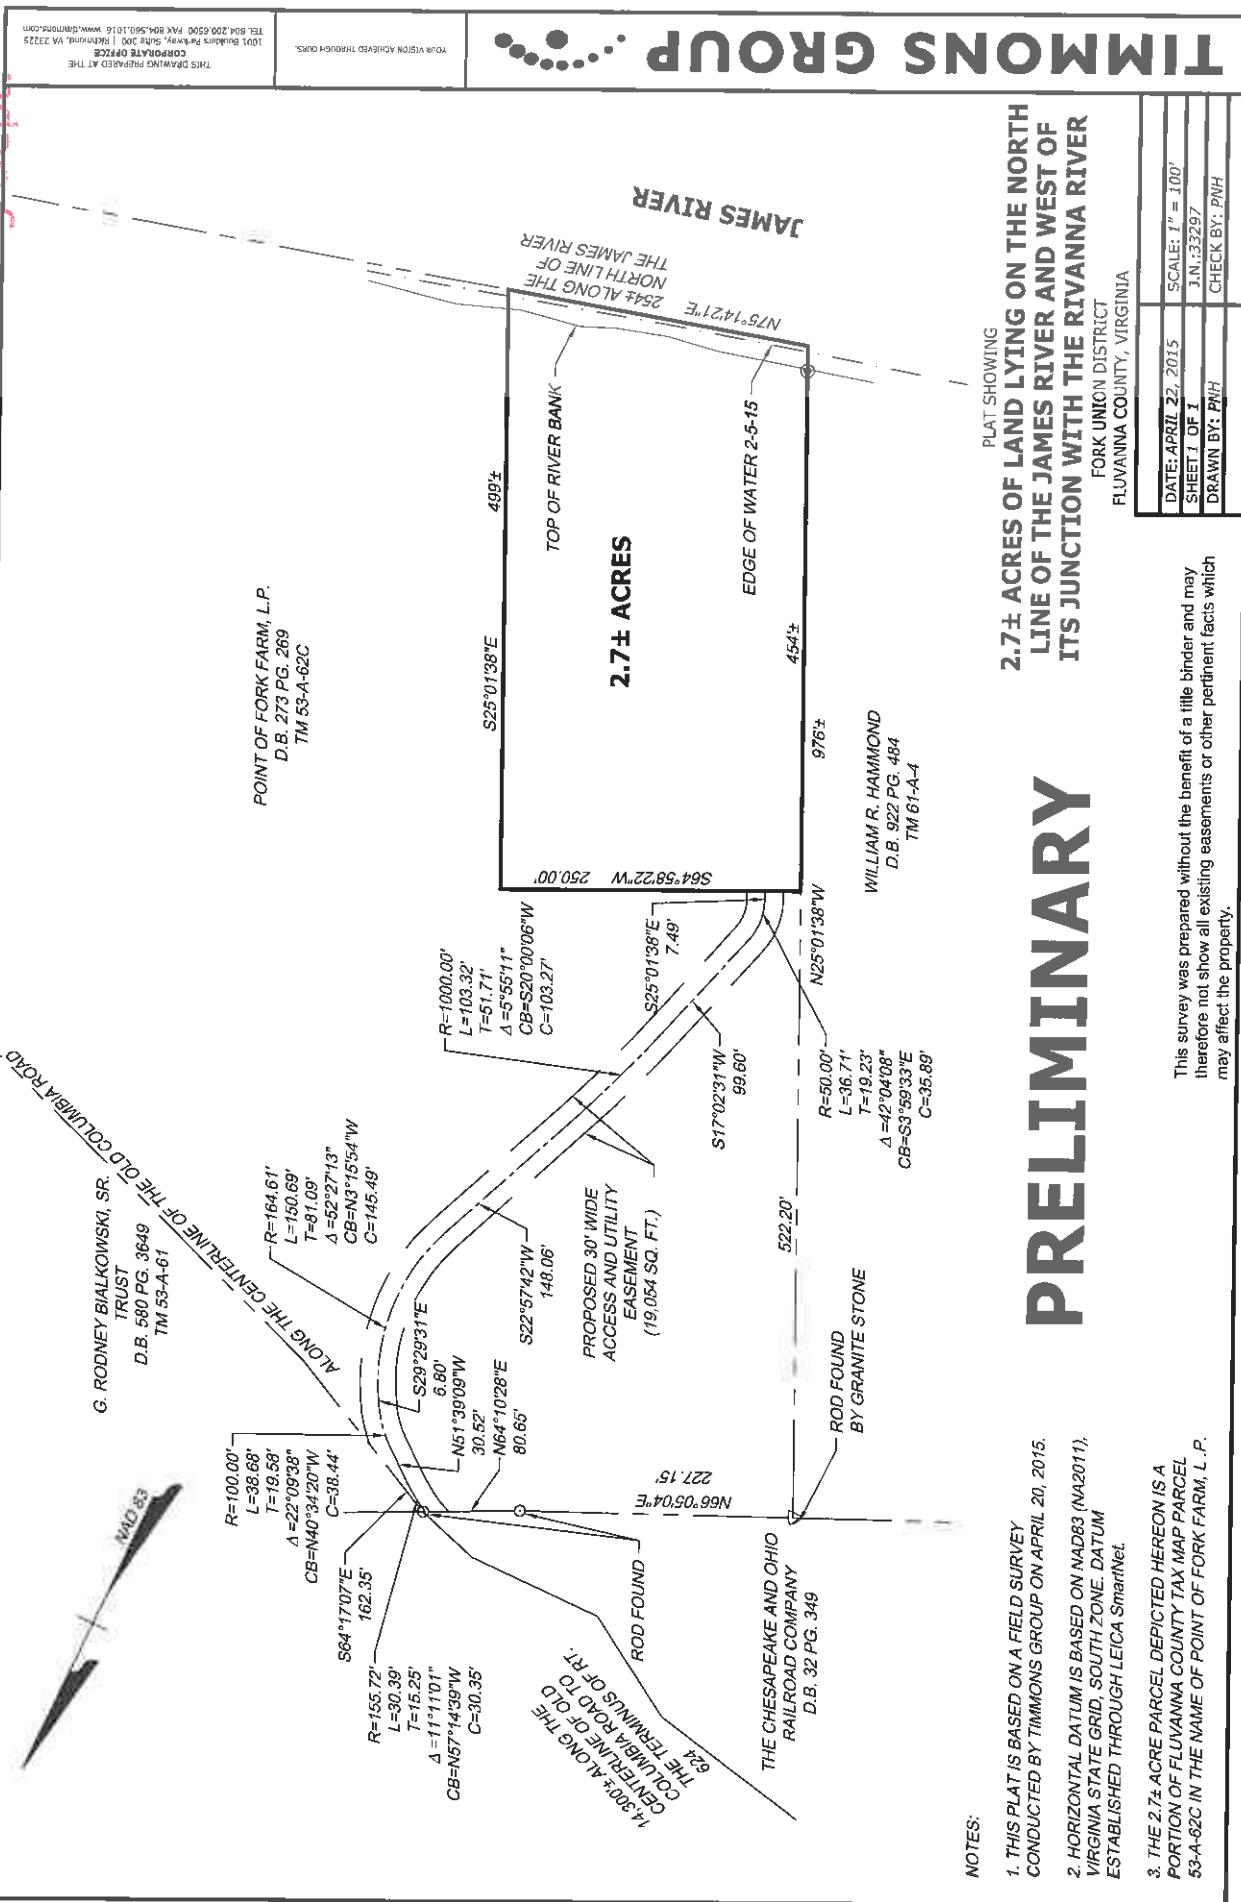 G. RODNEY BIALKOWSKI, SR.
TRUST
D.B. 580 PG. 3649
TM 53-A-61
ALONG THE CENTERLINE OF THE OLD COLUMBIA ROAD
NAD 83
R=100.00'
L=38.68'
T=19.58'
Δ=22°09'38"
CB=N40°34'20"W
C=38.44'
S64°17'07"E
162.35'
R=155.72'
L=30.39'
T=15.25'
Δ=11°11'01"
CB=N57°14'39"W
C=30.35'
14,300'± ALONG THE
CENTERLINE OF OLD
COLUMBIA ROAD TO
THE TERMINUS OF RT.
624
R=164.61'
L=150.69'
T=81.09'
Δ=52°27'13"
CB=N3°15'54"W
C=145.49'
S29°29'31"E
6.80'
N51°39'09"W
30.52'
N64°10'28"E
80.65'
S22°57'42"W
148.06'
ROD FOUND
N66°05'04"E 227.15'
PROPOSED 30' WIDE
ACCESS AND UTILITY
EASEMENT
(19,054 SQ. FT.)
R=1000.00'
L=103.32'
T=51.71'
Δ=5°55'11"
CB=S20°00'06"W
C=103.27'
S17°02'31"W
99.60'
S25°01'38"E
7.49'
R=50.00'
L=36.71'
T=19.23'
Δ=42°04'08"
CB=S3°59'33"E
C=35.89'
522.20'
N25°01'38"W
976'±
ROD FOUND
BY GRANITE STONE
THE CHESAPEAKE AND OHIO
RAILROAD COMPANY
D.B. 32 PG. 349
POINT OF FORK FARM, L.P.
D.B. 273 PG. 269
TM 53-A-62C
S25°01'38"E
499'±
S64°58'22"W 250.00'
TOP OF RIVER BANK
2.7± ACRES
EDGE OF WATER 2-5-15
454'±
WILLIAM R. HAMMOND
D.B. 922 PG. 484
TM 61-A-4
N75°14'21"E
254'± ALONG THE
NORTH LINE OF
THE JAMES RIVER
JAMES RIVER
NOTES:
1. THIS PLAT IS BASED ON A FIELD SURVEY
CONDUCTED BY TIMMONS GROUP ON APRIL 20, 2015.
2. HORIZONTAL DATUM IS BASED ON NAD83 (NA2011),
VIRGINIA STATE GRID, SOUTH ZONE. DATUM
ESTABLISHED THROUGH LEICA SmartNet.
3. THE 2.7± ACRE PARCEL DEPICTED HEREON IS A
PORTION OF FLUVANNA COUNTY TAX MAP PARCEL
53-A-62C IN THE NAME OF POINT OF FORK FARM, L.P.
PRELIMINARY
This survey was prepared without the benefit of a title binder and may
therefore not show all existing easements or other pertinent facts which
may affect the property.
PLAT SHOWING
2.7± ACRES OF LAND LYING ON THE NORTH
LINE OF THE JAMES RIVER AND WEST OF
ITS JUNCTION WITH THE RIVANNA RIVER
FORK UNION DISTRICT
FLUVANNA COUNTY, VIRGINIA
DATE: APRIL 22, 2015
SCALE: 1" = 100'
SHEET 1 OF 1
J.N.:33297
DRAWN BY: PNH
CHECK BY: PNH
TIMMONS GROUP
YOUR VISION ACHIEVED THROUGH OURS.
THIS DRAWING PREPARED AT THE
CORPORATE OFFICE
1001 Boulders Parkway, Suite 300 | Richmond, VA 23225
TEL 804.200.6500 FAX 804.560.1016 www.timmons.com